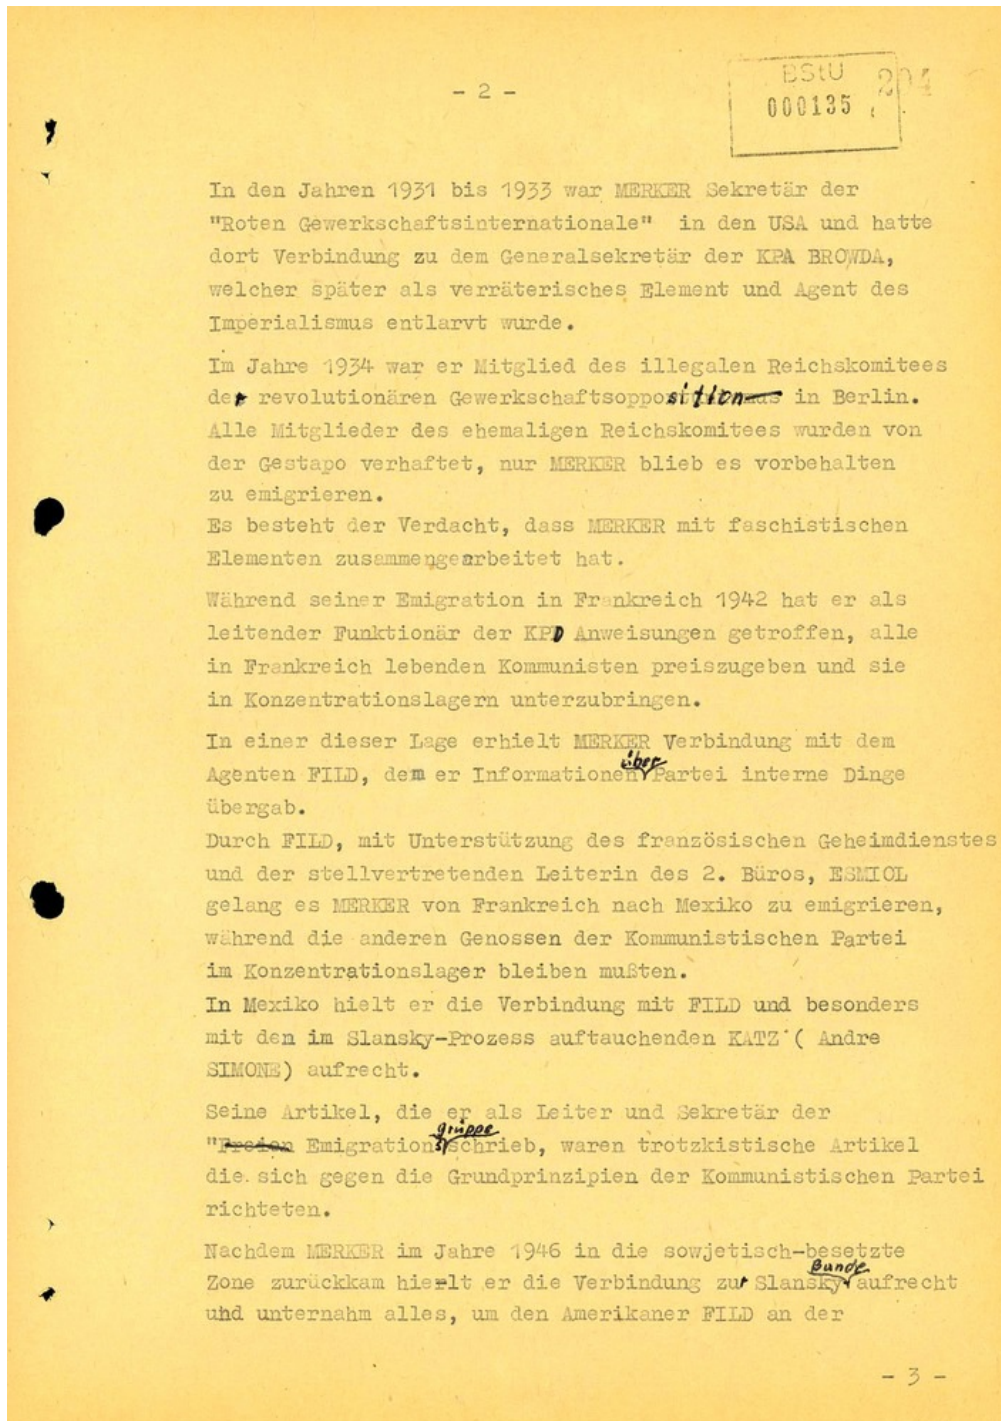 - 2 -
BStU
000135
204
In den Jahren 1931 bis 1933 war MERKER Sekretär der
"Roten Gewerkschaftsinternationale" in den USA und hatte
dort Verbindung zu dem Generalsekretär der KPA BROWDA,
welcher später als verräterisches Element und Agent des
Imperialismus entlarvt wurde.
Im Jahre 1934 war er Mitglied des illegalen Reichskomitees
der revolutionären Gewerkschaftsopposition in Berlin.
Alle Mitglieder des ehemaligen Reichskomitees wurden von
der Gestapo verhaftet, nur MERKER blieb es vorbehalten
zu emigrieren.
Es besteht der Verdacht, dass MERKER mit faschistischen
Elementen zusammengearbeitet hat.
Während seiner Emigration in Frankreich 1942 hat er als
leitender Funktionär der KPD Anweisungen getroffen, alle
in Frankreich lebenden Kommunisten preiszugeben und sie
in Konzentrationslagern unterzubringen.
In einer dieser Lage erhielt MERKER Verbindung mit dem
Agenten FILD, dem er Informationen über Partei interne Dinge
übergab.
Durch FILD, mit Unterstützung des französischen Geheimdienstes
und der stellvertretenden Leiterin des 2. Büros, ESMIOL
gelang es MERKER von Frankreich nach Mexiko zu emigrieren,
während die anderen Genossen der Kommunistischen Partei
im Konzentrationslager bleiben mußten.
In Mexiko hielt er die Verbindung mit FILD und besonders
mit den im Slansky-Prozess auftauchenden KATZ ( Andre
SIMONE) aufrecht.
Seine Artikel, die er als Leiter und Sekretär der
"Freien Emigrationsgruppe schrieb, waren trotzkistische Artikel
die sich gegen die Grundprinzipien der Kommunistischen Partei
richteten.
Nachdem MERKER im Jahre 1946 in die sowjetisch-besetzte
Zone zurückkam hielt er die Verbindung zur Slansky Bande aufrecht
und unternahm alles, um den Amerikaner FILD an der
- 3 -